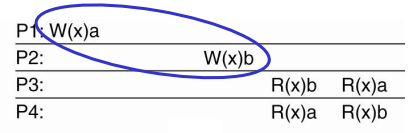 P1: W(x)a
P2: W(x)b
P3: R(x)b R(x)a
P4: R(x)a R(x)b